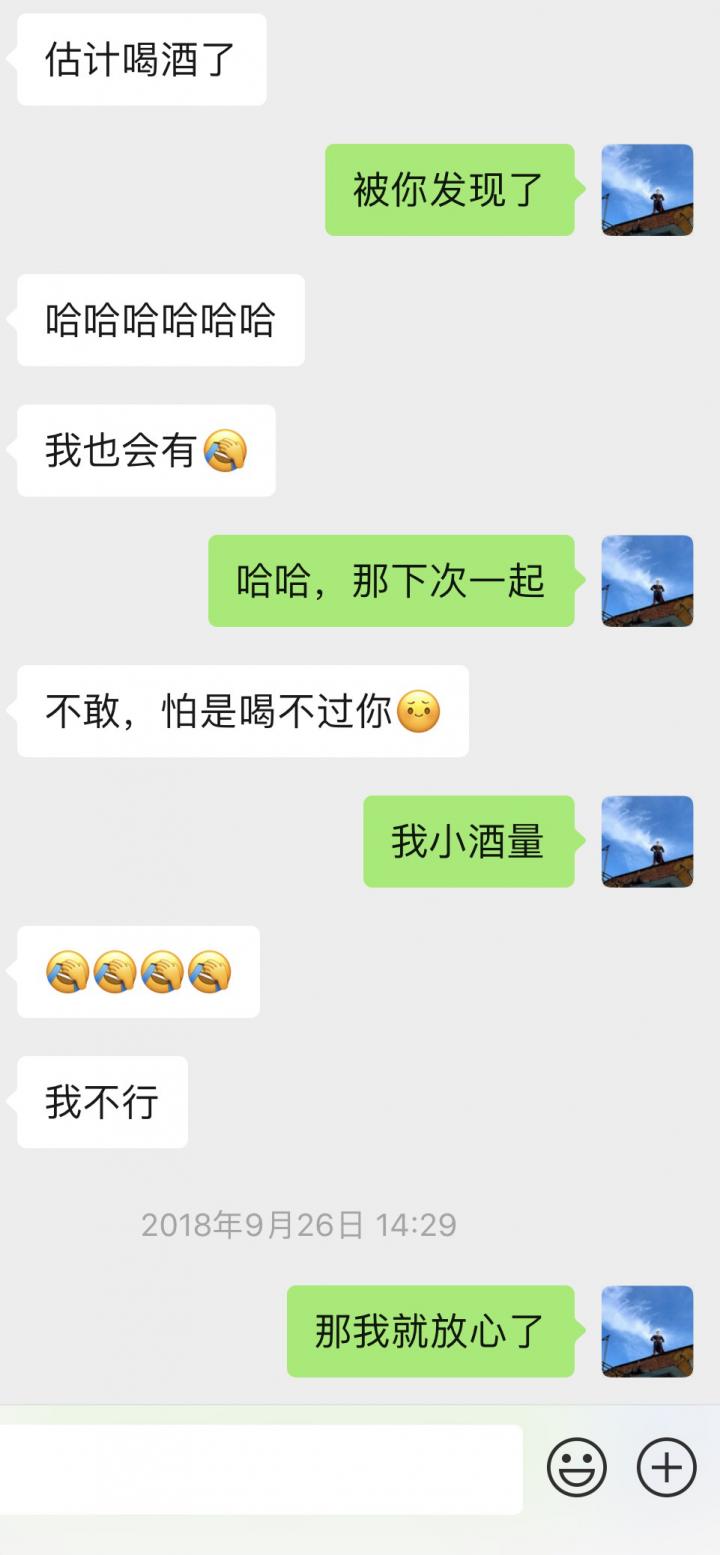 估计喝酒了
被你发现了
哈哈哈哈哈哈
我也会有🤣
哈哈，那下次一起
不敢，怕是喝不过你
我小酒量
我不行
2018年9月26日 14:29
那我就放心了